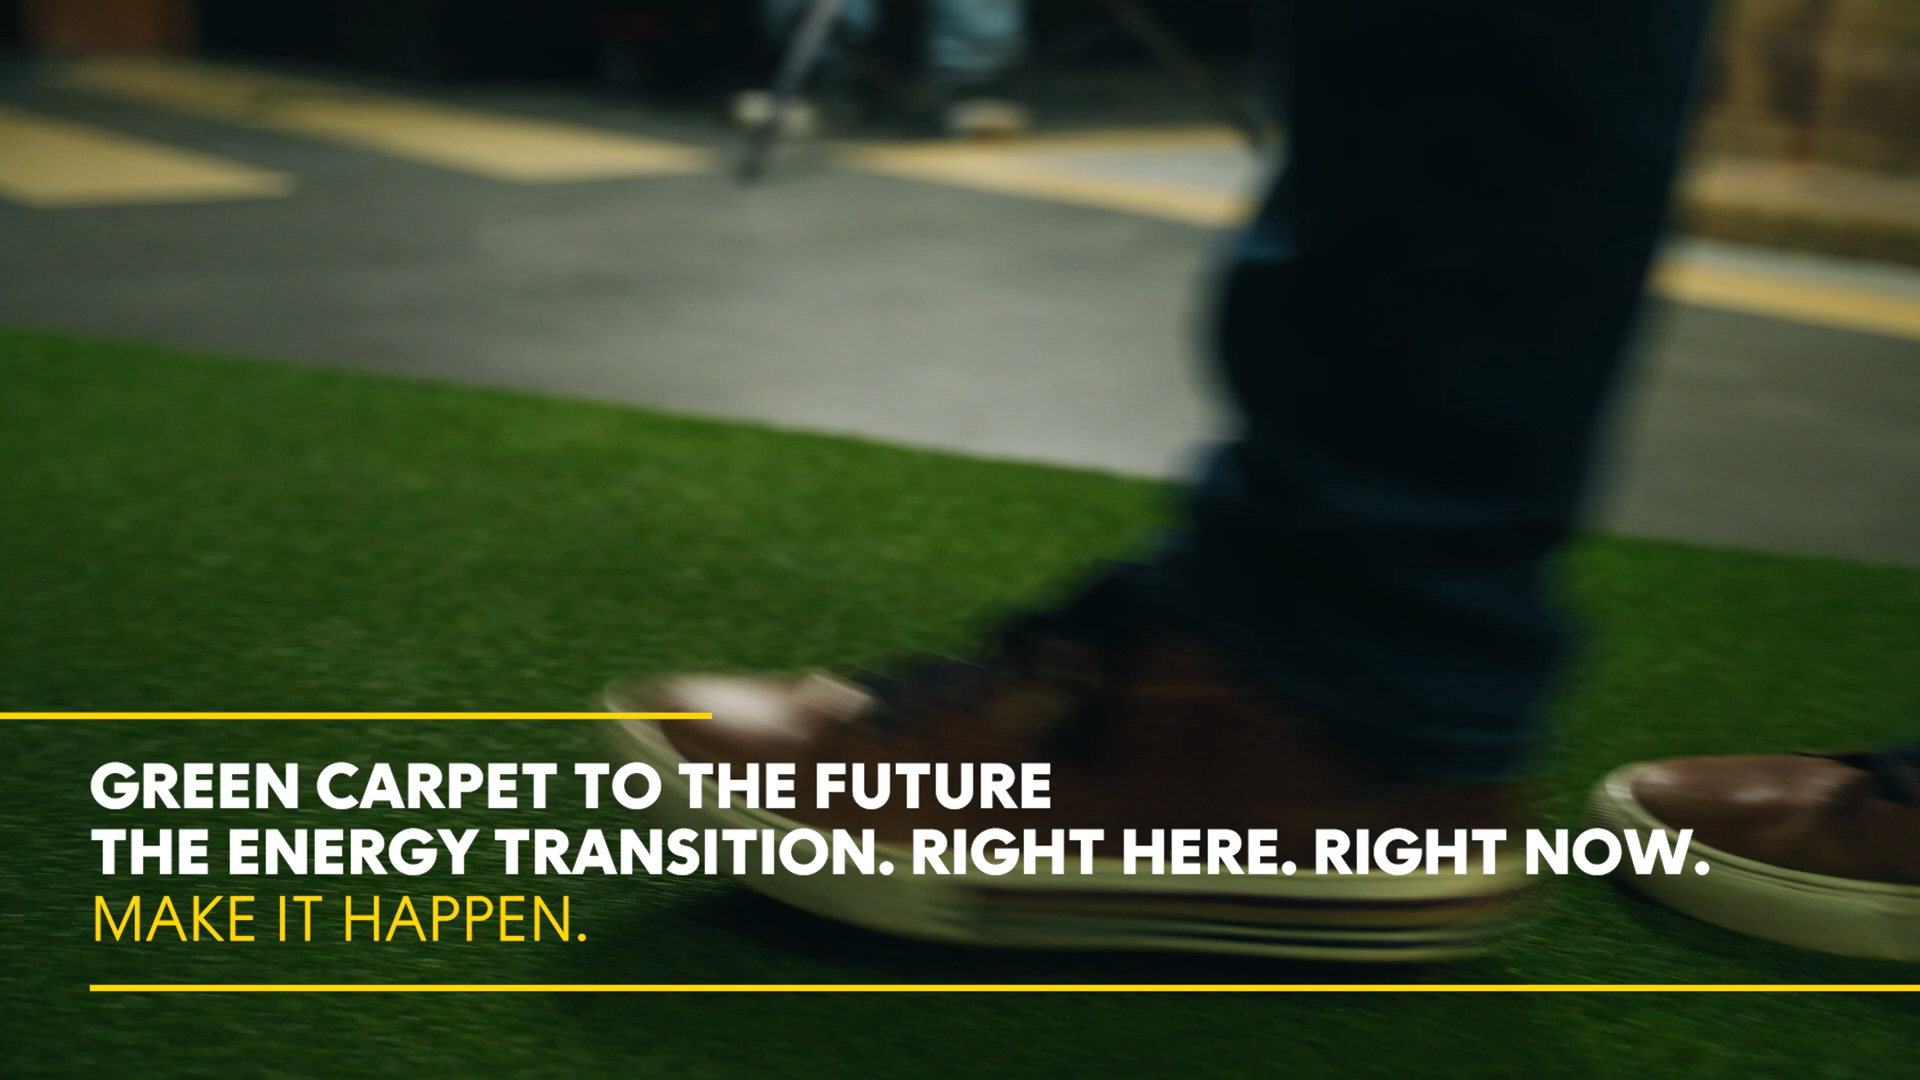 GREEN CARPET TO THE FUTURE
THE ENERGY TRANSITION. RIGHT HERE. RIGHT NOW.
MAKE IT HAPPEN.